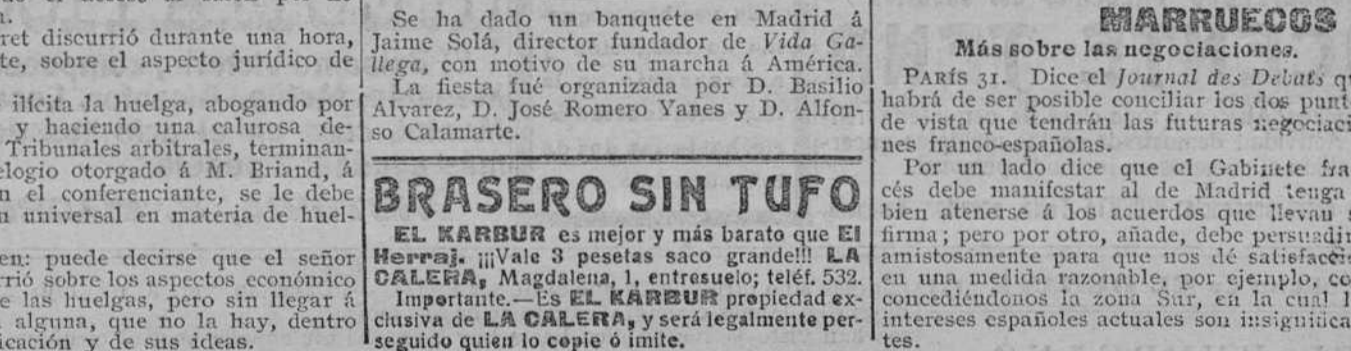 ret discurrió durante una hora,
te, sobre el aspecto jurídico de
ilícita la huelga, abogando por
y haciendo una calurosa de-
Tribunales arbitrales, terminan-
elogio otorgado á M. Briand, á
n el conferenciante, se le debe
n universal en materia de huel-
en: puede decirse que el señor
rrió sobre los aspectos económico
e las huelgas, pero sin llegar á
alguna, que no la hay, dentro
icación y de sus ideas.
Se ha dado un banquete en Madrid á
Jaime Solá, director fundador de Vida Ga-
llega, con motivo de su marcha á América.
La fiesta fué organizada por D. Basilio
Alvarez, D. José Romero Yanes y D. Alfon-
so Calamarte.
BRASERO SIN TUFO
EL KARBUR es mejor y más barato que El
Herraj. ¡¡¡Vale 3 pesetas saco grande!!! LA
CALERA, Magdalena, 1, entresuelo; teléf. 532.
Importante.—Es EL KARBUR propiedad ex-
clusiva de LA CALERA, y será legalmente per-
seguido quien lo copie ó imite.
MARRUECOS
Más sobre las negociaciones.
PARÍS 31. Dice el Journal des Debats qu
habrá de ser posible conciliar los dos punt
de vista que tendrán las futuras negociaci
nes franco-españolas.
Por un lado dice que el Gabinete fra
cés debe manifestar al de Madrid tenga
bien atenerse á los acuerdos que llevan s
firma; pero por otro, añade, debe persuadir
amistosamente para que nos dé satisfacció
en una medida razonable, por ejemplo, co
concediéndonos la zona Sur, en la cual l
intereses españoles actuales son insignifica
tes.